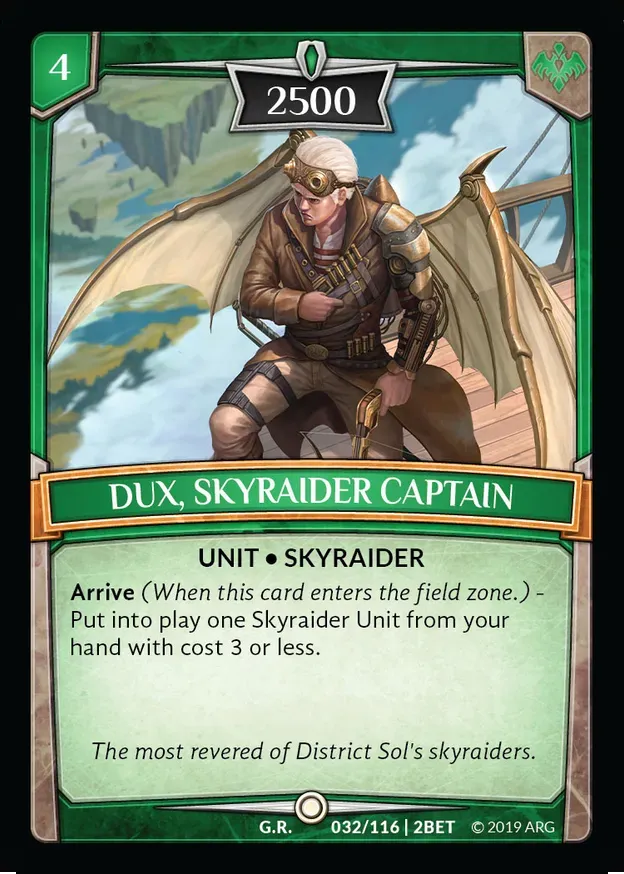 4
2500
DUX, SKYRAIDER CAPTAIN
UNIT • SKYRAIDER
Arrive (When this card enters the field zone.) -
Put into play one Skyraider Unit from your
hand with cost 3 or less.
The most revered of District Sol's skyraiders.
G.R. 032/116 | 2BET © 2019 ARG